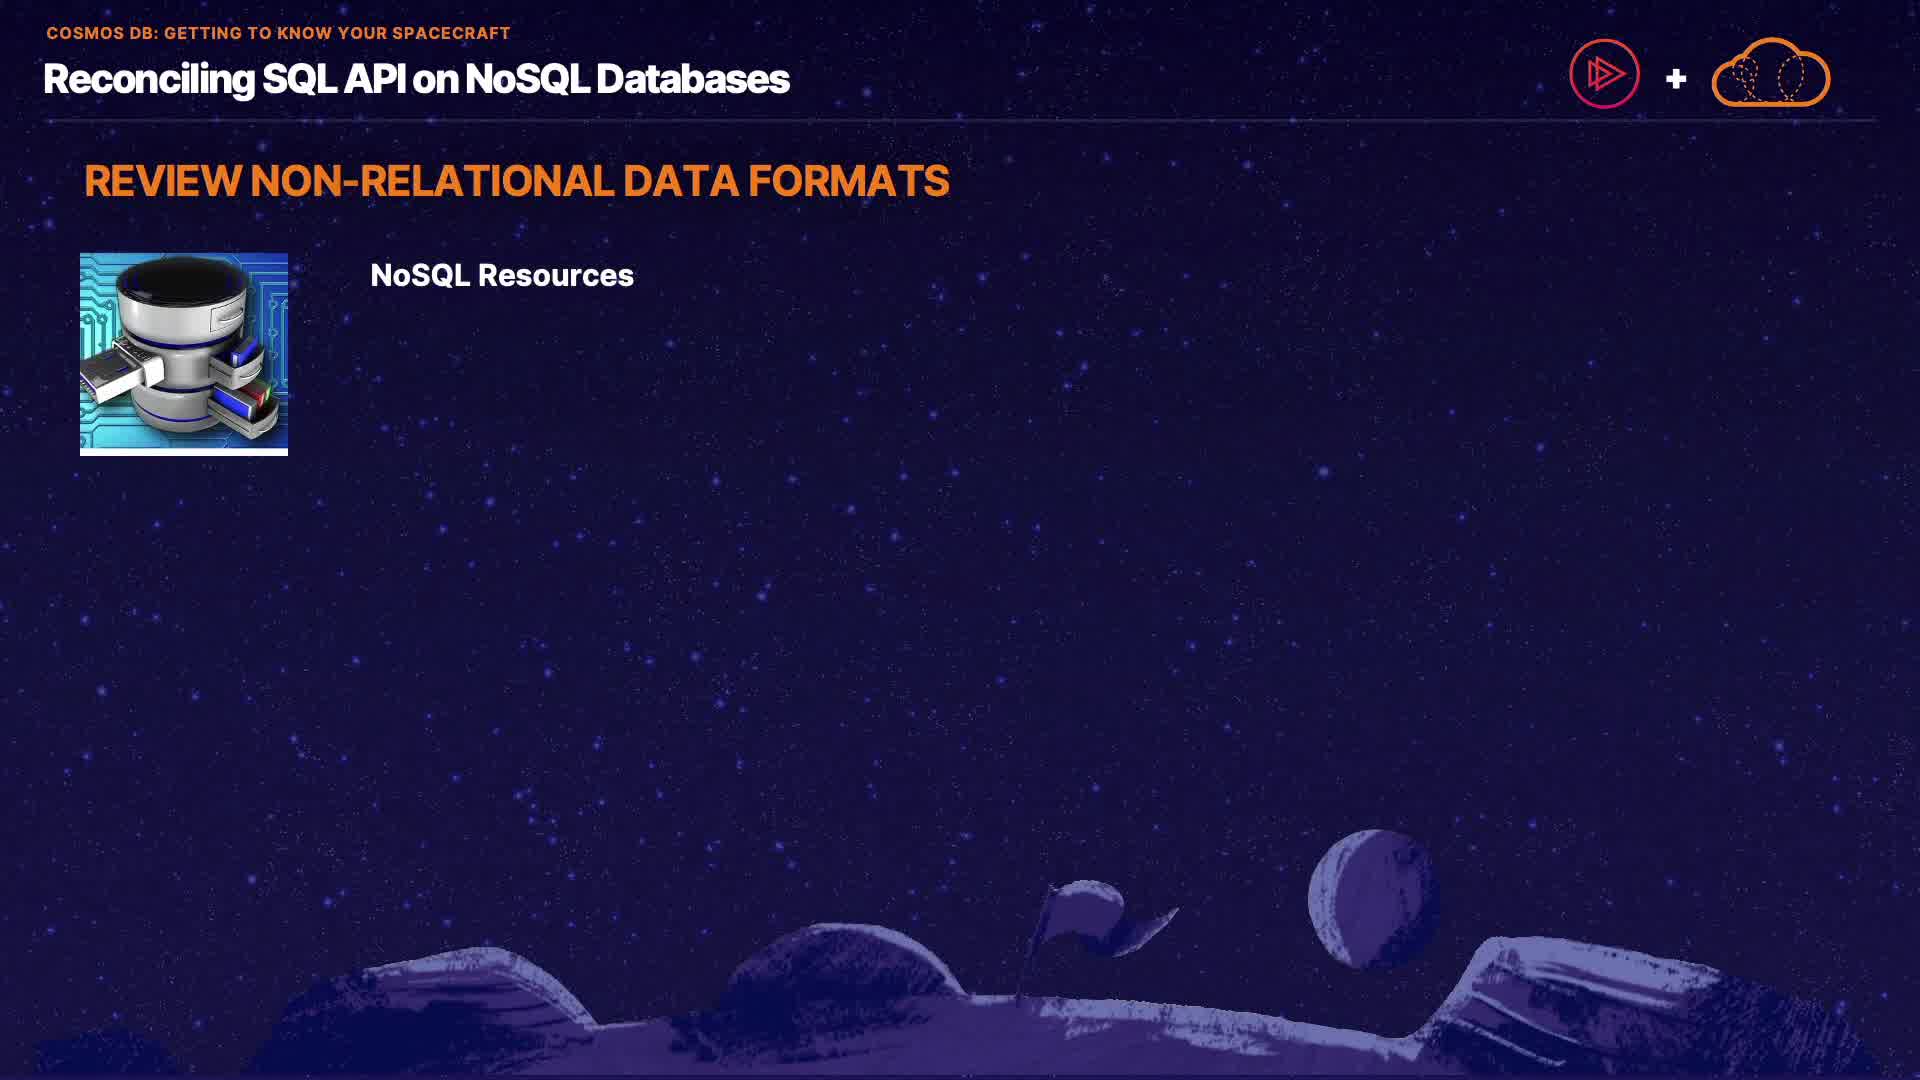 COSMOS DB: GETTING TO KNOW YOUR SPACECRAFT
Reconciling SQL API on NoSQL Databases
+
REVIEW NON-RELATIONAL DATA FORMATS
NoSQL Resources